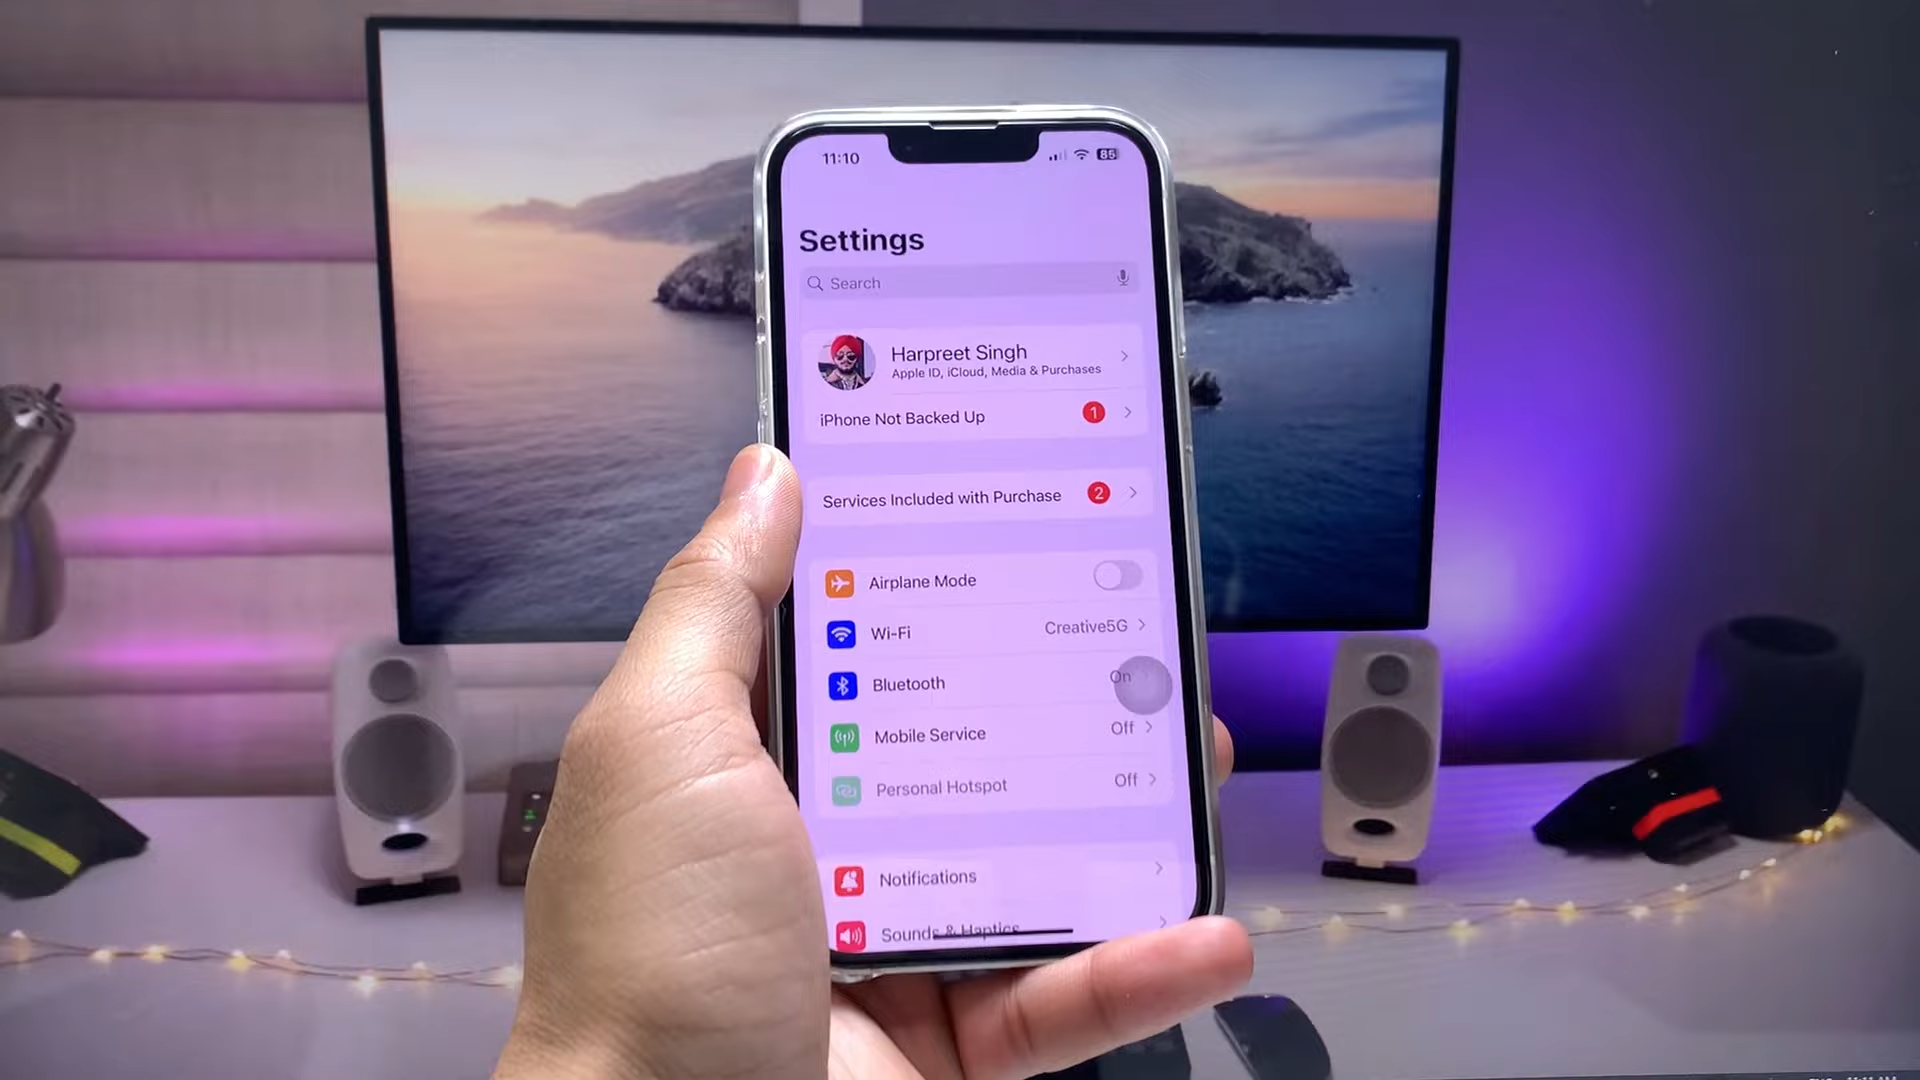 11:10
85
Settings
Search
Harpreet Singh
Apple ID, iCloud, Media & Purchases
iPhone Not Backed Up 1
Services Included with Purchase 2
Airplane Mode
Wi-Fi Creative5G
Bluetooth On
Mobile Service Off
Personal Hotspot Off
Notifications
Sounds & Haptics